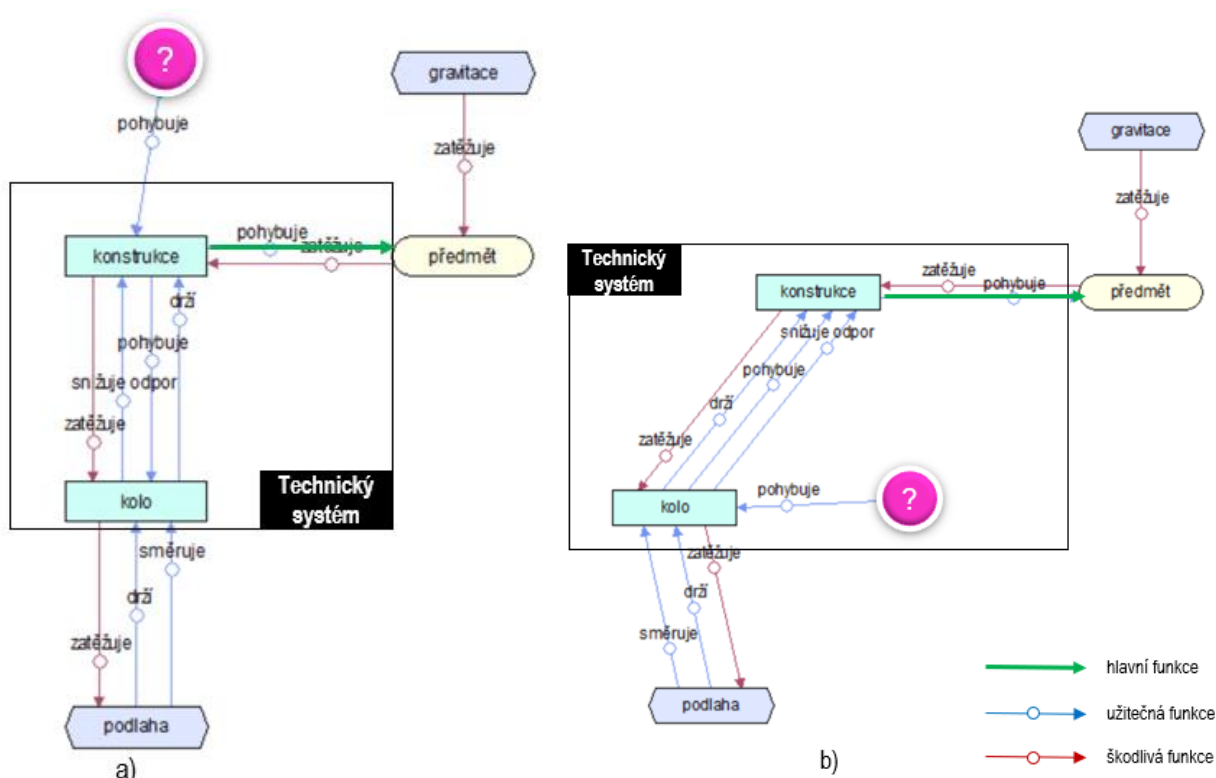 ?
gravitace
pohybuje
zatěžuje
konstrukce
pohybuje
zatěžuje
předmět
drží
pohybuje
snižuje odpor
zatěžuje
kolo
Technický
systém
směruje
drží
zatěžuje
podlaha
a)
gravitace
zatěžuje
Technický
systém
konstrukce
zatěžuje
pohybuje
předmět
snižuje odpor
pohybuje
drží
zatěžuje
kolo
pohybuje
?
zatěžuje
drží
směruje
podlaha
b)
hlavní funkce
užitečná funkce
škodlivá funkce